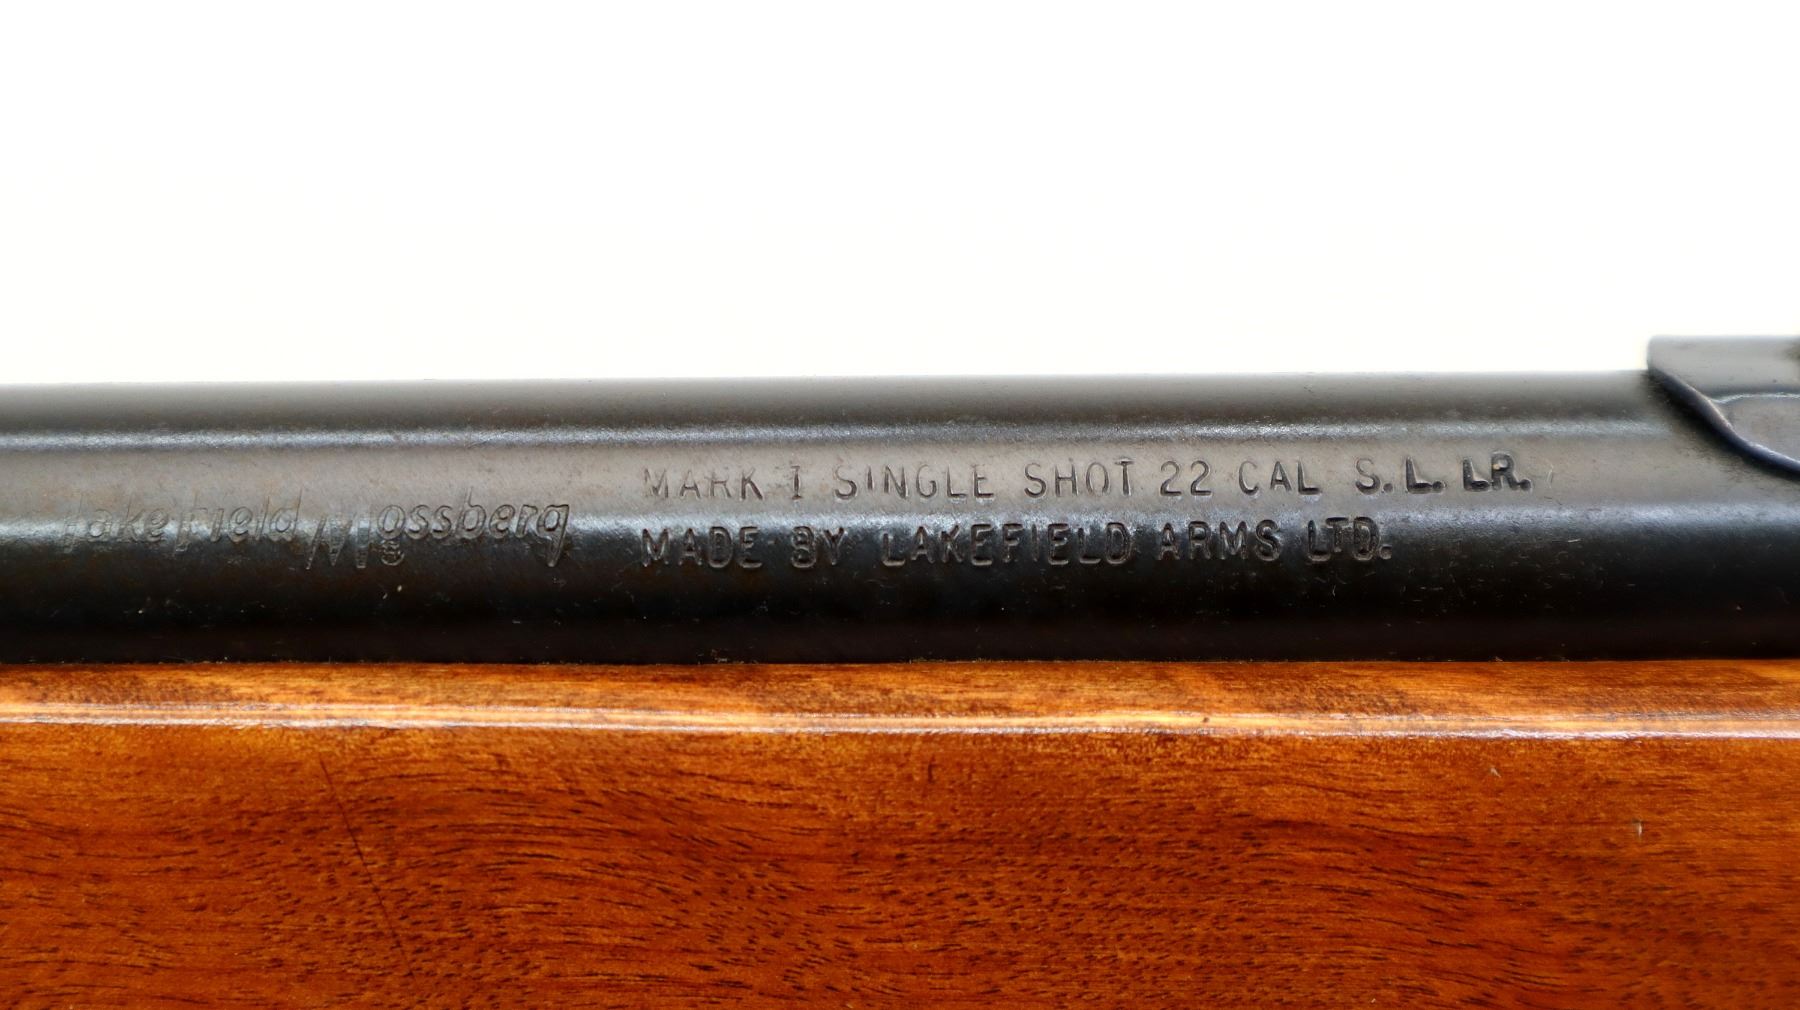 Lakefield Mossberg®
MARK I SINGLE SHOT 22 CAL S. L. LR.
MADE BY LAKEFIELD ARMS LTD.